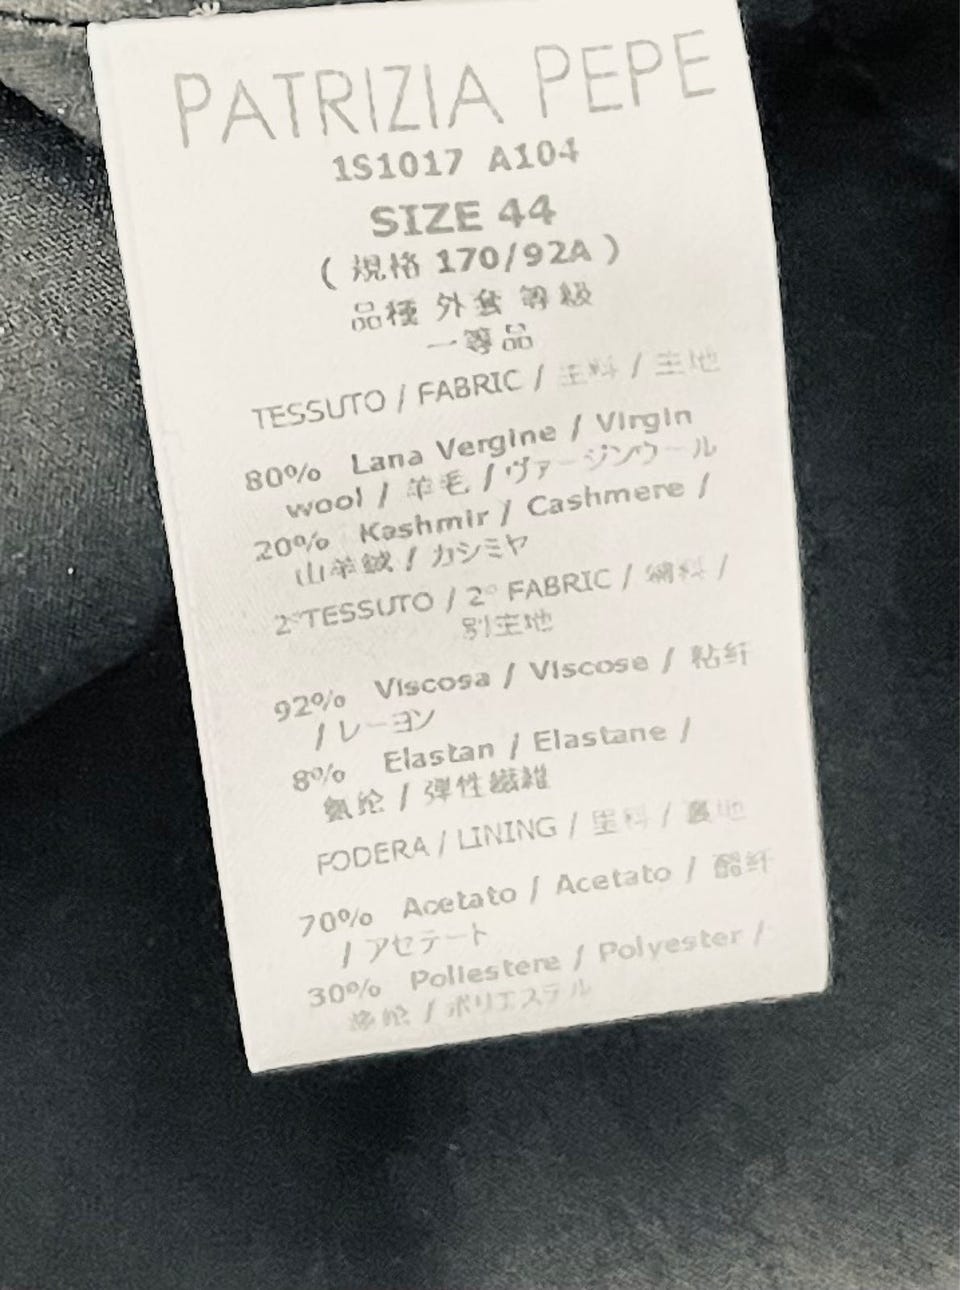 PATRIZIA PEPE
1S1017 A104
SIZE 44
( 規格 170/92A )
品種 外套 等級
一等品
TESSUTO / FABRIC / 主料 / 主地
80% Lana Vergine / Virgin
wool / 羊毛 / ヴァージンウール
20% Kashmir / Cashmere /
山羊絨 / カシミヤ
2°TESSUTO / 2° FABRIC / 輔料 /
別主地
92% Viscosa / Viscose / 粘纤
/ レーヨン
8% Elastan / Elastane /
氨纶 / 弾性繊維
FODERA / LINING / 里料 / 裏地
70% Acetato / Acetato / 醋纤
/ アセテート
30% Poliestere / Polyester /
/ ポリエステル